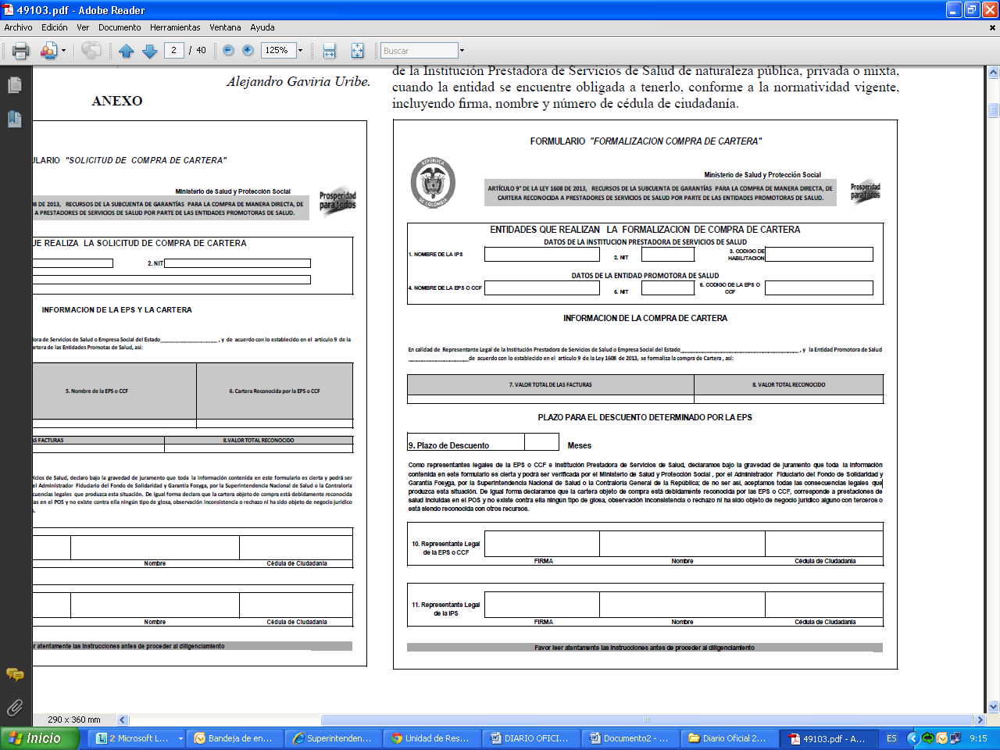 49103.pdf - Adobe Reader
Archivo Edición Ver Documento Herramientas Ventana Ayuda
2 / 40 125% Buscar
Alejandro Gaviria Uribe.
ANEXO
ULARIO "SOLICITUD DE COMPRA DE CARTERA"
Ministerio de Salud y Protección Social
08 DE 2013, RECURSOS DE LA SUBCUENTA DE GARANTÍAS PARA LA COMPRA DE MANERA DIRECTA, DE
A PRESTADORES DE SERVICIOS DE SALUD POR PARTE DE LAS ENTIDADES PROMOTORAS DE SALUD.
Prosperidad
para todos
UE REALIZA LA SOLICITUD DE COMPRA DE CARTERA
2. NIT
INFORMACION DE LA EPS Y LA CARTERA
dora de Servicios de Salud o Empresa Social del Estado____________________ , y de acuerdo con lo establecido en el artículo 9 de la
artera de las Entidades Promotas de Salud, así:
5. Nombre de la EPS o CCF
6. Cartera Reconocida por la EPS o CCF
AS FACTURAS
8.VALOR TOTAL RECONOCIDO
vicios de Salud, declaro bajo la gravedad de juramento que toda la información contenida en este formulario es cierta y podrá ser
el Administrador Fiduciario del Fondo de Solidaridad y Garantía Fosyga, por la Superintendencia Nacional de Salud o la Contraloría
cuencias legales que produzca esta situación. De igual forma declaro que la cartera objeto de compra está debidamente reconocida
as en el POS y no existe contra ella ningún tipo de glosa, observación inconsistencia o rechazo ni ha sido objeto de negocio jurídico
s.
Nombre Cédula de Ciudadanía
Nombre Cédula de Ciudadanía
r atentamente las instrucciones antes de proceder al diligenciamiento
de la Institución Prestadora de Servicios de Salud de naturaleza pública, privada o mixta,
cuando la entidad se encuentre obligada a tenerlo, conforme a la normatividad vigente,
incluyendo firma, nombre y número de cédula de ciudadanía.
FORMULARIO "FORMALIZACION COMPRA DE CARTERA"
REPÚBLICA
DE COLOMBIA
Ministerio de Salud y Protección Social
ARTÍCULO 9° DE LA LEY 1608 DE 2013, RECURSOS DE LA SUBCUENTA DE GARANTÍAS PARA LA COMPRA DE MANERA DIRECTA, DE
CARTERA RECONOCIDA A PRESTADORES DE SERVICIOS DE SALUD POR PARTE DE LAS ENTIDADES PROMOTORAS DE SALUD.
Prosperidad
para todos
ENTIDADES QUE REALIZAN LA FORMALIZACION DE COMPRA DE CARTERA
DATOS DE LA INSTITUCION PRESTADORA DE SERVICIOS DE SALUD
1. NOMBRE DE LA IPS
2. NIT
3. CODIGO DE
HABILITACION
DATOS DE LA ENTIDAD PROMOTORA DE SALUD
4. NOMBRE DE LA EPS O CCF
5. NIT
6. CODIGO DE LA EPS O
CCF
INFORMACION DE LA COMPRA DE CARTERA
En calidad de Representante Legal de la Institución Prestadora de Servicios de Salud o Empresa Social del Estado________________________________________ , y la Entidad Promotora de Salud
____________________de acuerdo con lo establecido en el artículo 9 de la Ley 1608 de 2013, se formaliza la compra de Cartera , así:
7. VALOR TOTAL DE LAS FACTURAS
8. VALOR TOTAL RECONOCIDO
PLAZO PARA EL DESCUENTO DETERMINADO POR LA EPS
9. Plazo de Descuento Meses
Como representantes legales de la EPS o CCF e Institución Prestadora de Servicios de Salud, declaramos bajo la gravedad de juramento que toda la información
contenida en este formulario es cierta y podrá ser verificada por el Ministerio de Salud y Protección Social , por el Administrador Fiduciario del Fondo de Solidaridad y
Garantía Fosyga, por la Superintendencia Nacional de Salud o la Contraloría General de la República; de no ser así, aceptamos todas las consecuencias legales que
produzca esta situación. De igual forma declaramos que la cartera objeto de compra está debidamente reconocida por las EPS o CCF, corresponde a prestaciones de
salud incluidas en el POS y no existe contra ella ningún tipo de glosa, observación inconsistencia o rechazo ni ha sido objeto de negocio jurídico alguno con terceros o
está siendo reconocida con otros recursos.
10. Representante Legal
de la EPS o CCF
FIRMA Nombre Cédula de Ciudadanía
11. Representante Legal
de la IPS
FIRMA Nombre Cédula de Ciudadanía
Favor leer atentamente las instrucciones antes de proceder al diligenciamiento
290 x 360 mm
Inicio
2 Microsoft L...
Bandeja de en...
Superintenden...
Unidad de Res...
DIARIO OFICI...
Documento2 - ...
Diario Oficial 2...
49103.pdf - A...
ES
9:15